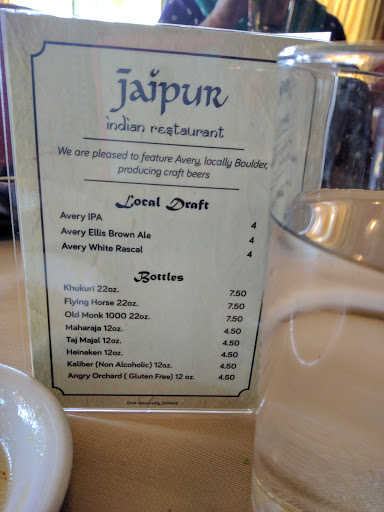 Jaipur
indian restaurant
We are pleased to feature Avery, locally Boulder,
producing craft beers
Local Draft
Avery IPA 4
Avery Ellis Brown Ale 4
Avery White Rascal 4
Bottles
Khukuri 22oz. 7.50
Flying Horse 22oz. 7.50
Old Monk 1000 22oz. 7.50
Maharaja 12oz. 4.50
Taj Majal 12oz. 4.50
Heineken 12oz. 4.50
Kaliber (Non Alcoholic) 12oz. 4.50
Angry Orchard ( Gluten Free) 12 oz. 4.50